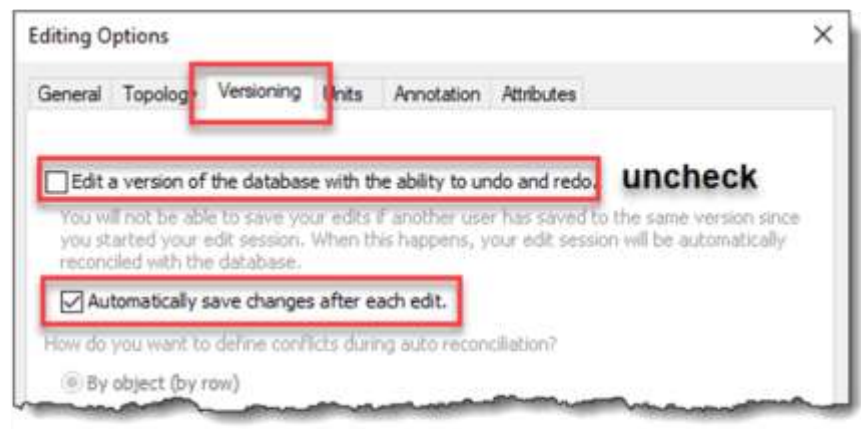 Editing Options
General Topology Versioning Units Annotation Attributes
Edit a version of the database with the ability to undo and redo. uncheck
You will not be able to save your edits if another user has saved to the same version since
you started your edit session. When this happens, your edit session will be automatically
reconciled with the database.
Automatically save changes after each edit.
How do you want to define conflicts during auto reconciliation?
By object (by row)